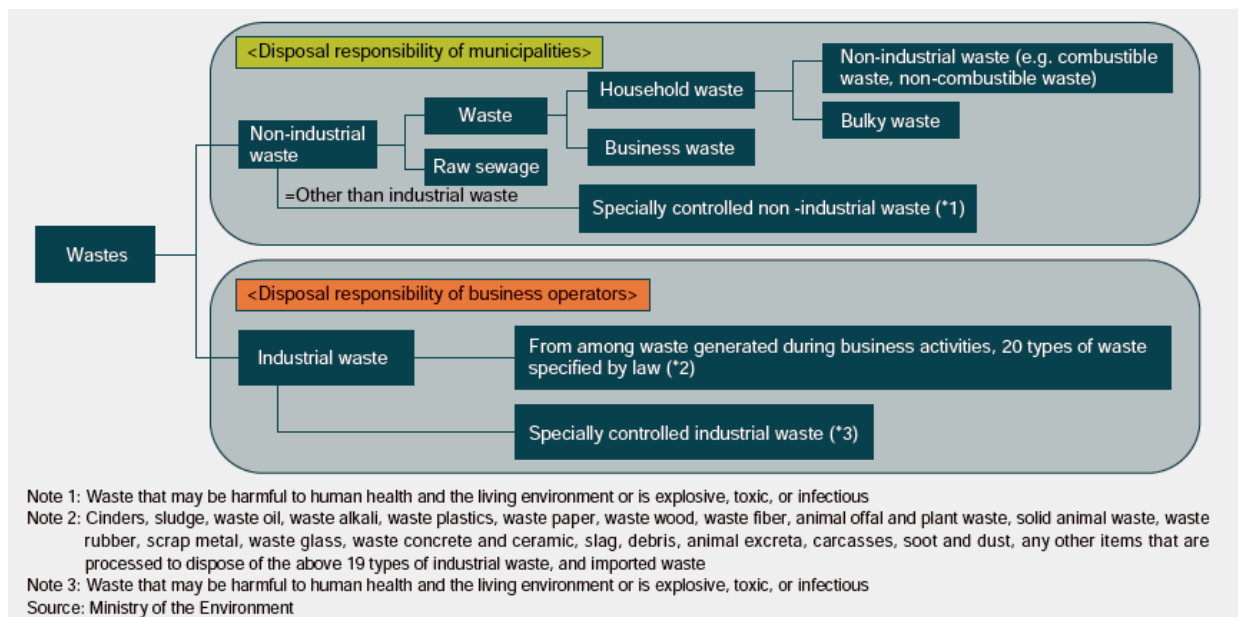 <Disposal responsibility of municipalities>
Non-industrial waste (e.g. combustible
waste, non-combustible waste)
Household waste
Waste
Bulky waste
Non-industrial
waste
Business waste
Raw sewage
=Other than industrial waste
Specially controlled non -industrial waste (*1)
Wastes
<Disposal responsibility of business operators>
Industrial waste
From among waste generated during business activities, 20 types of waste
specified by law (*2)
Specially controlled industrial waste (*3)
Note 1: Waste that may be harmful to human health and the living environment or is explosive, toxic, or infectious
Note 2: Cinders, sludge, waste oil, waste alkali, waste plastics, waste paper, waste wood, waste fiber, animal offal and plant waste, solid animal waste, waste
rubber, scrap metal, waste glass, waste concrete and ceramic, slag, debris, animal excreta, carcasses, soot and dust, any other items that are
processed to dispose of the above 19 types of industrial waste, and imported waste
Note 3: Waste that may be harmful to human health and the living environment or is explosive, toxic, or infectious
Source: Ministry of the Environment